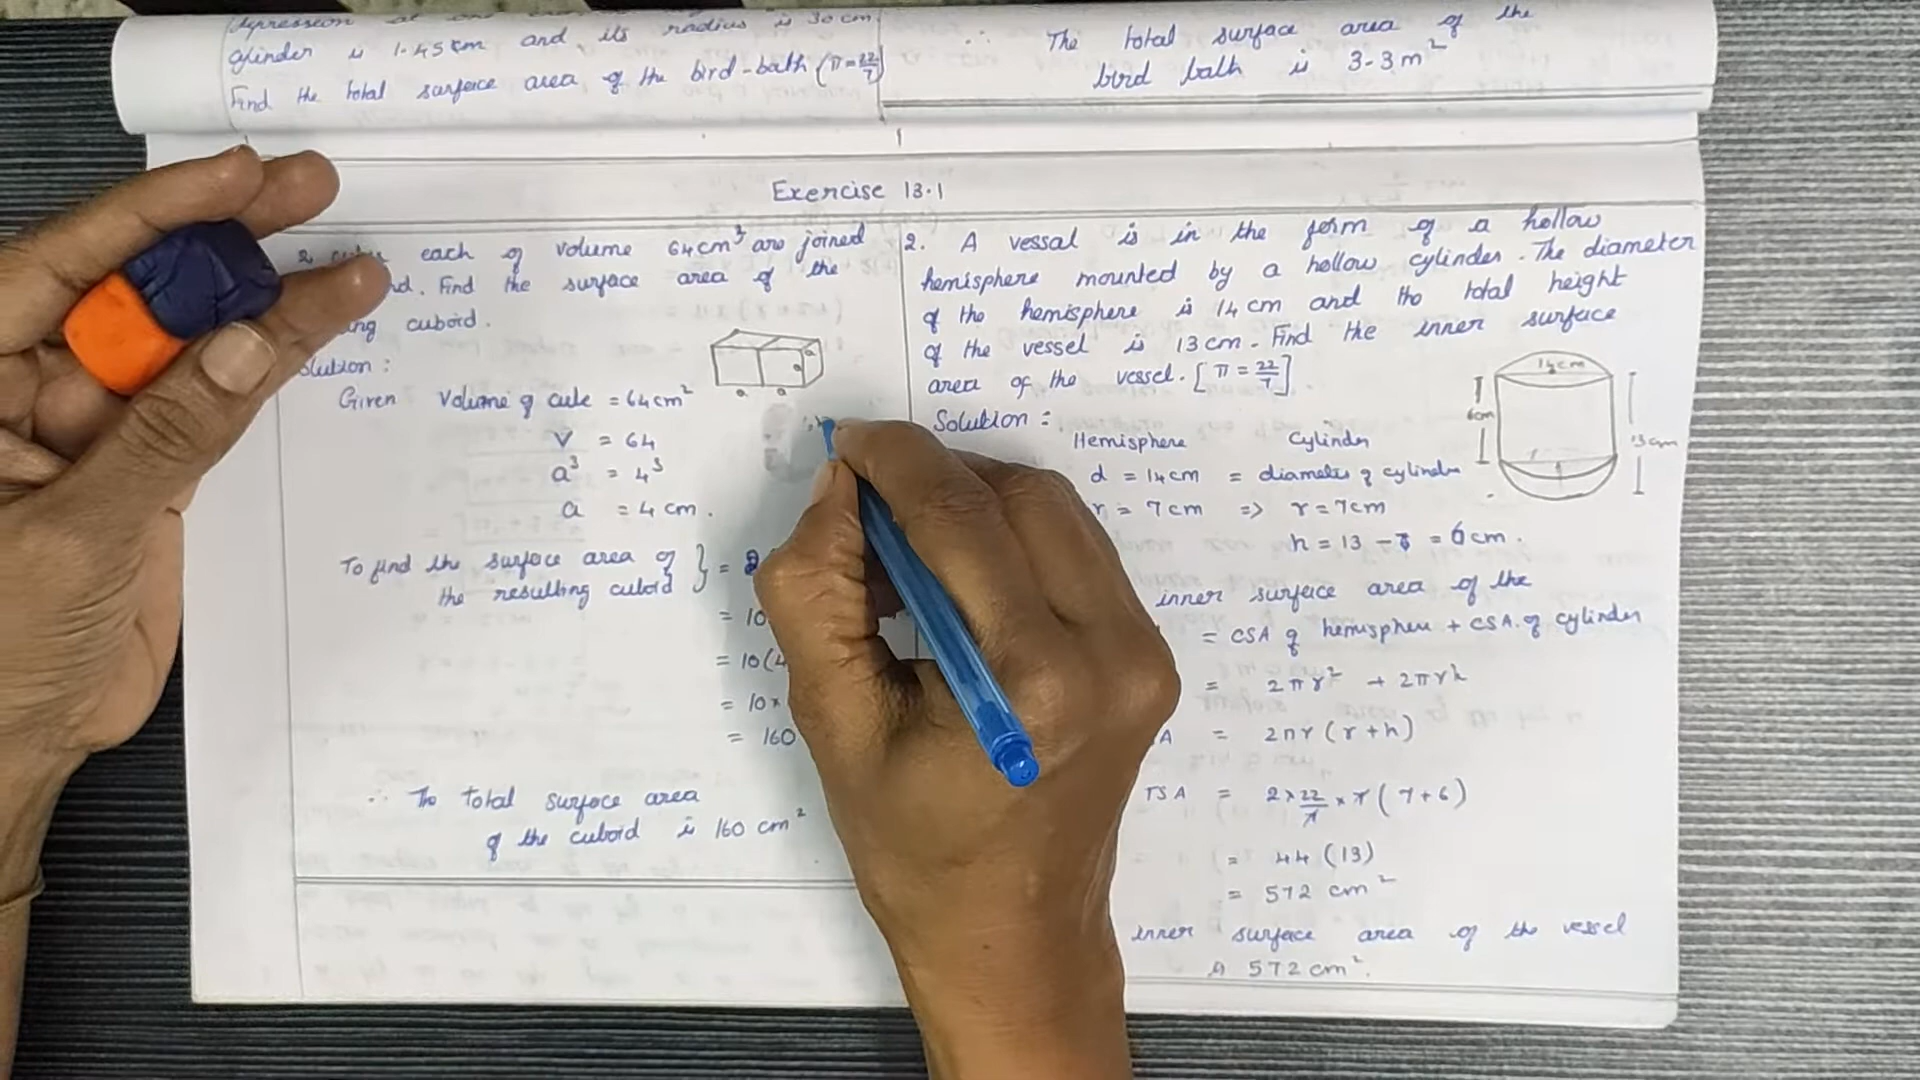 and its radius is 30 cm
cylinder is 1.45 cm
Find the total surface area of the bird-bath (π=22/7)
∴ The total surface area of the
bird bath is 3.3 m²
Exercise 13.1
2 each of volume 64cm³ are joined
Find the surface area of the
cuboid.
Given Volume of cube = 64cm²
V = 64
a³ = 4³
a = 4 cm.
To find the surface area of
the resulting cuboid } =
= 10
= 10(4
= 10×
= 160
∴ The total surface area
of the cuboid is 160 cm²
a
a
a
a
2. A vessal is in the form of a hollow
hemisphere mounted by a hollow cylinder. The diameter
of the hemisphere is 14 cm and the total height
of the vessel is 13 cm. Find the inner surface
area of the vessel. [π = 22/7]
Solution :
14cm
6cm
13cm
Hemisphere Cylinder
d = 14cm = diameter of cylinder
r = 7cm => r = 7cm
h = 13 - 7 = 6cm.
inner surface area of the
= CSA of hemisphere + CSA. of cylinder
= 2πr² + 2πrh
A = 2πr (r+h)
TSA = 2×22/7 × 7 (7+6)
= 44 (13)
= 572 cm²
inner surface area of the vessel
is 572 cm².